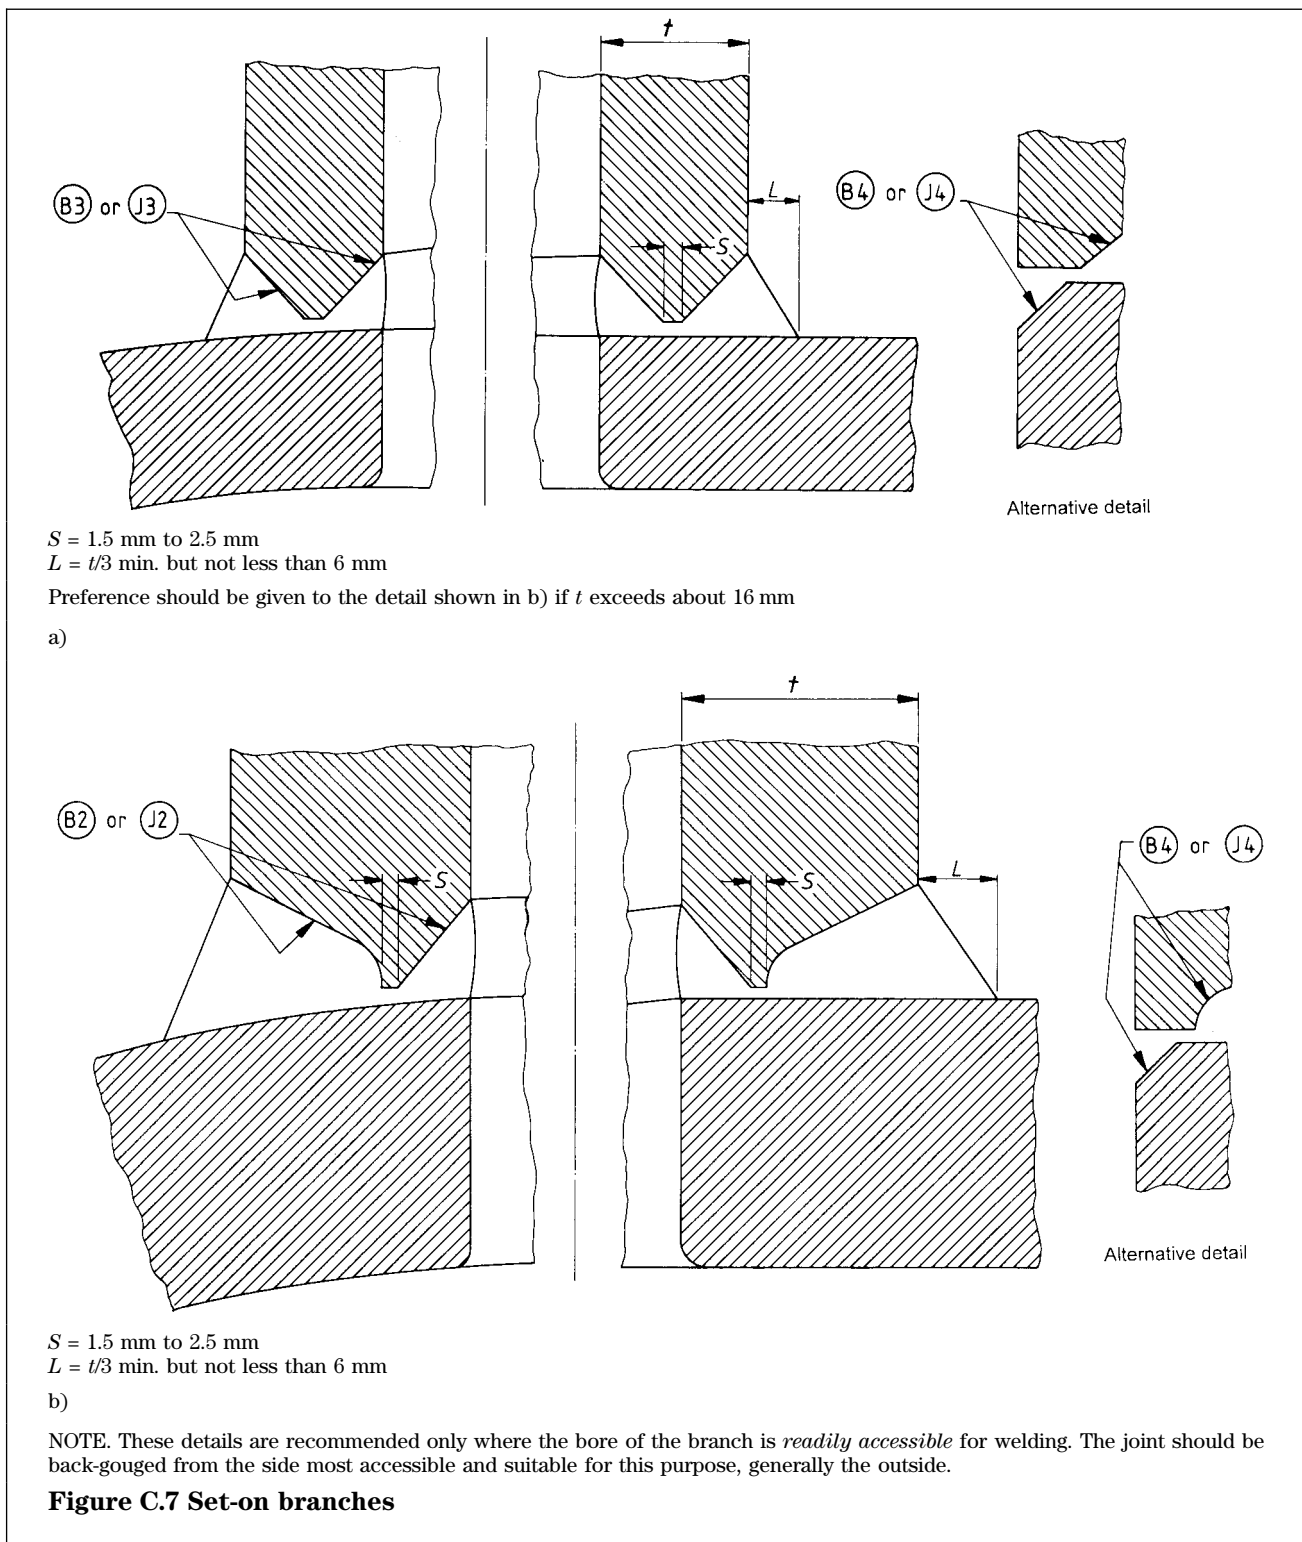 t
B3 or J3
L
S
B4 or J4
Alternative detail
S = 1.5 mm to 2.5 mm
L = t/3 min. but not less than 6 mm
Preference should be given to the detail shown in b) if t exceeds about 16 mm
a)
t
B2 or J2
S
S
L
B4 or J4
Alternative detail
S = 1.5 mm to 2.5 mm
L = t/3 min. but not less than 6 mm
b)
NOTE. These details are recommended only where the bore of the branch is readily accessible for welding. The joint should be
back-gouged from the side most accessible and suitable for this purpose, generally the outside.
Figure C.7 Set-on branches